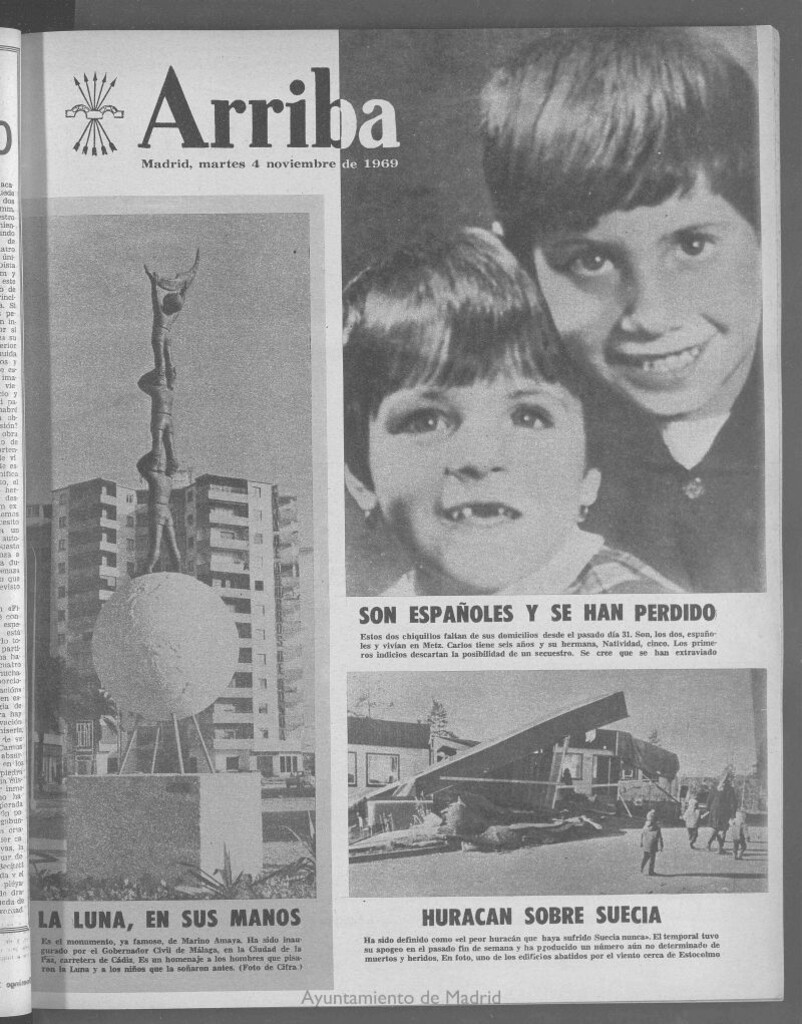 Arriba
Madrid, martes 4 noviembre de 1969
SON ESPAÑOLES Y SE HAN PERDIDO
Estos dos chiquillos faltan de sus domicilios desde el pasado día 31. Son, los dos, españo-
les y vivían en Metz. Carlos tiene seis años y su hermana, Natividad, cinco. Los prime-
ros indicios descartan la posibilidad de un secuestro. Se cree que se han extraviado
LA LUNA, EN SUS MANOS
Es el monumento, ya famoso, de Marino Amaya. Ha sido inau-
gurado por el Gobernador Civil de Málaga, en la Ciudad de la
Paz, carretera de Cádiz. Es un homenaje a los hombres que pisa-
ron la Luna y a los niños que la soñaron antes. (Foto de Cifra.)
HURACAN SOBRE SUECIA
Ha sido definido como «el peor huracán que haya sufrido Suecia nunca». El temporal tuvo
su apogeo en el pasado fin de semana y ha producido un número aún no determinado de
muertos y heridos. En foto, uno de los edificios abatidos por el viento cerca de Estocolmo
Ayuntamiento de Madrid